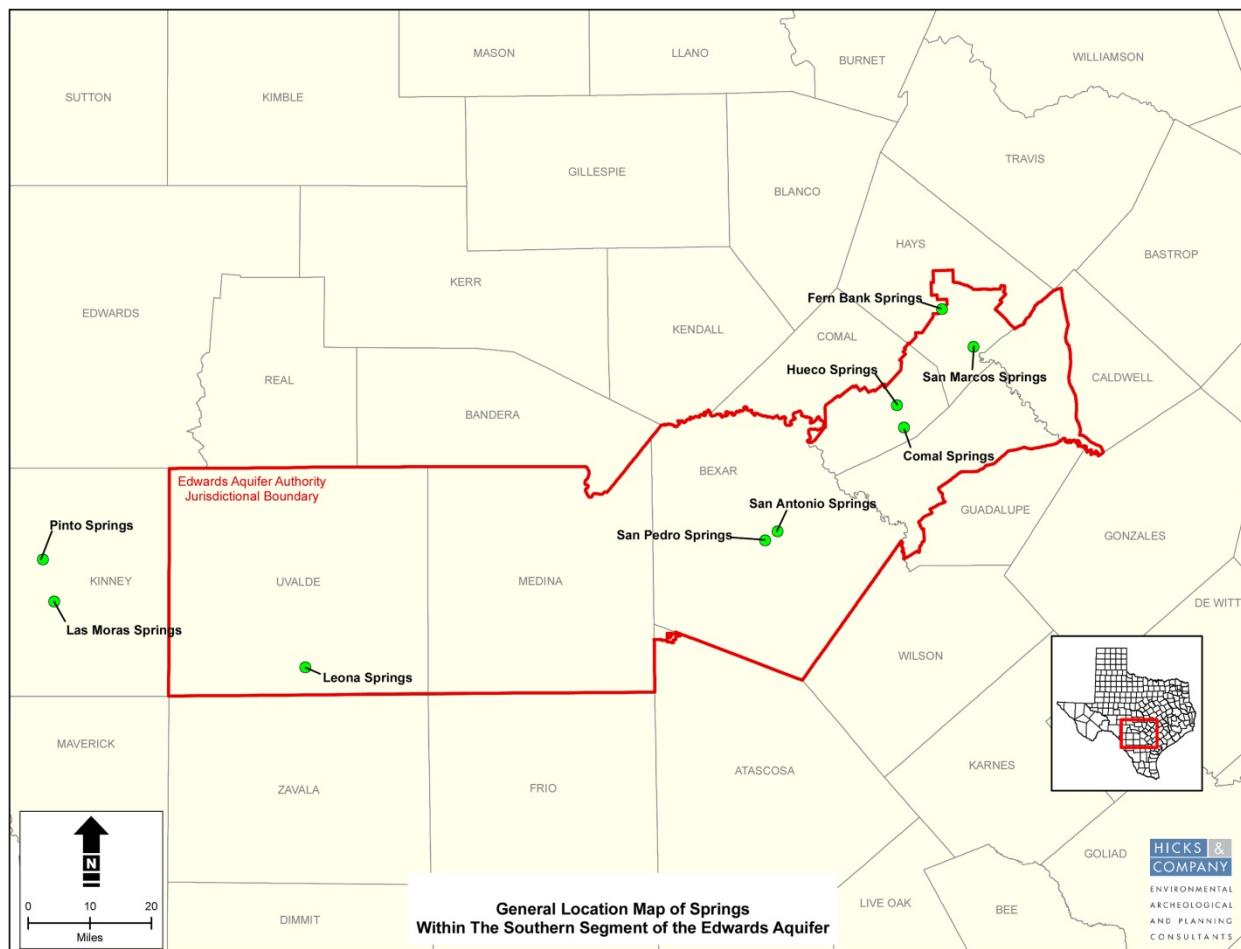 MASON
LLANO
BURNET
WILLIAMSON
SUTTON
KIMBLE
TRAVIS
GILLESPIE
BLANCO
HAYS
BASTROP
KERR
EDWARDS
Fern Bank Springs
KENDALL
COMAL
REAL
Hueco Springs
San Marcos Springs
CALDWELL
BANDERA
Comal Springs
BEXAR
Edwards Aquifer Authority
Jurisdictional Boundary
San Antonio Springs
GUADALUPE
Pinto Springs
San Pedro Springs
GONZALES
KINNEY
UVALDE
MEDINA
DE WITT
Las Moras Springs
WILSON
Leona Springs
MAVERICK
ATASCOSA
KARNES
ZAVALA
FRIO
N
HICKS &
COMPANY
GOLIAD
ENVIRONMENTAL
ARCHEOLOGICAL
AND PLANNING
CONSULTANTS
0 10 20
Miles
DIMMIT
General Location Map of Springs
Within The Southern Segment of the Edwards Aquifer
LIVE OAK
BEE